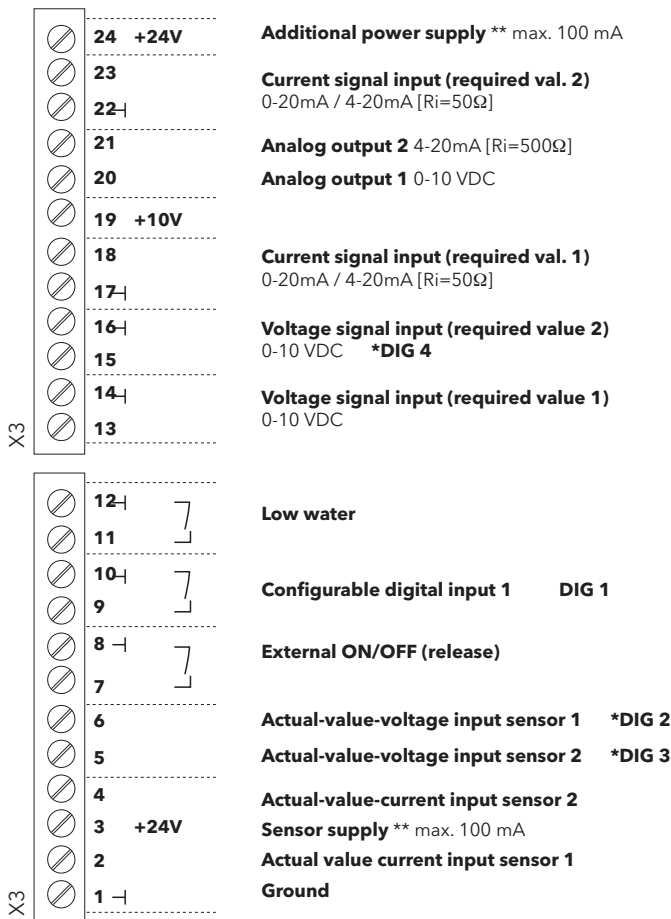 24 +24V Additional power supply ** max. 100 mA
23 Current signal input (required val. 2)
0-20mA / 4-20mA [Ri=50Ω]
22
21 Analog output 2 4-20mA [Ri=500Ω]
20 Analog output 1 0-10 VDC
19 +10V
18 Current signal input (required val. 1)
0-20mA / 4-20mA [Ri=50Ω]
17
16 Voltage signal input (required value 2)
15 0-10 VDC *DIG 4
14 Voltage signal input (required value 1)
13 0-10 VDC
X3
12
Low water
11
10
Configurable digital input 1 DIG 1
9
8
External ON/OFF (release)
7
6 Actual-value-voltage input sensor 1 *DIG 2
5 Actual-value-voltage input sensor 2 *DIG 3
4 Actual-value-current input sensor 2
3 +24V Sensor supply ** max. 100 mA
2 Actual value current input sensor 1
1 Ground
X3